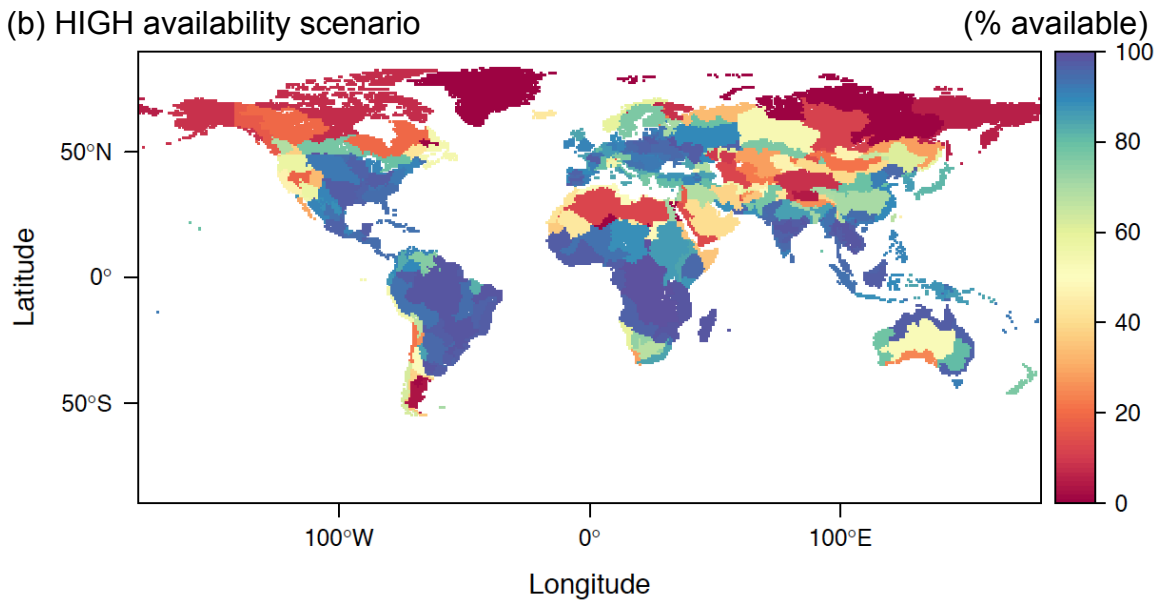 (b) HIGH availability scenario
(% available)
100
80
60
40
20
0
50°N
0°
50°S
Latitude
100°W
0°
100°E
Longitude